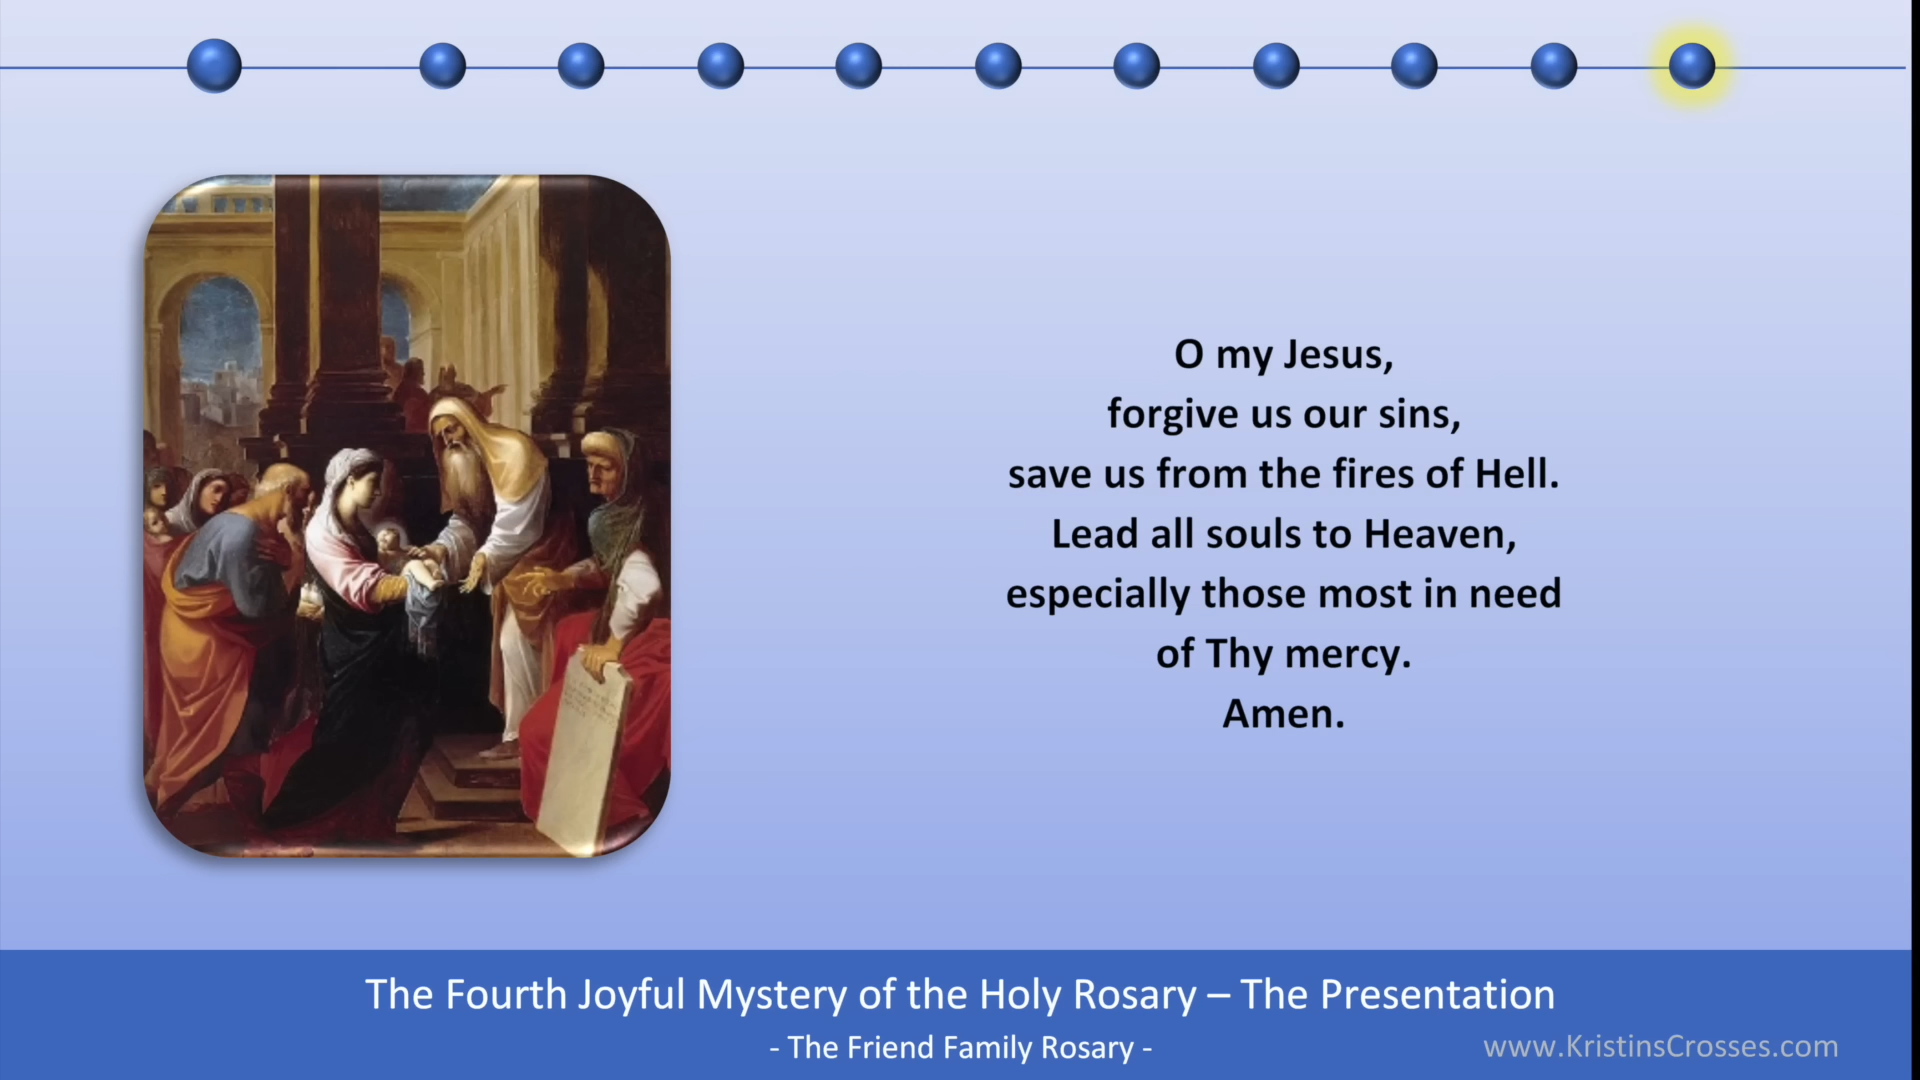 O my Jesus,
forgive us our sins,
save us from the fires of Hell.
Lead all souls to Heaven,
especially those most in need
of Thy mercy.
Amen.
The Fourth Joyful Mystery of the Holy Rosary – The Presentation
- The Friend Family Rosary -
www.KristinsCrosses.com